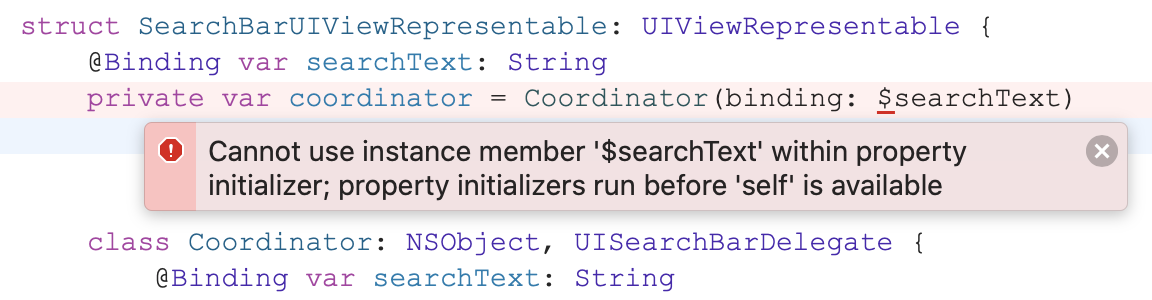 struct SearchBarUIViewRepresentable: UIViewRepresentable {
@Binding var searchText: String
private var coordinator = Coordinator(binding: $searchText)
Cannot use instance member '$searchText' within property
initializer; property initializers run before 'self' is available
class Coordinator: NSObject, UISearchBarDelegate {
@Binding var searchText: String